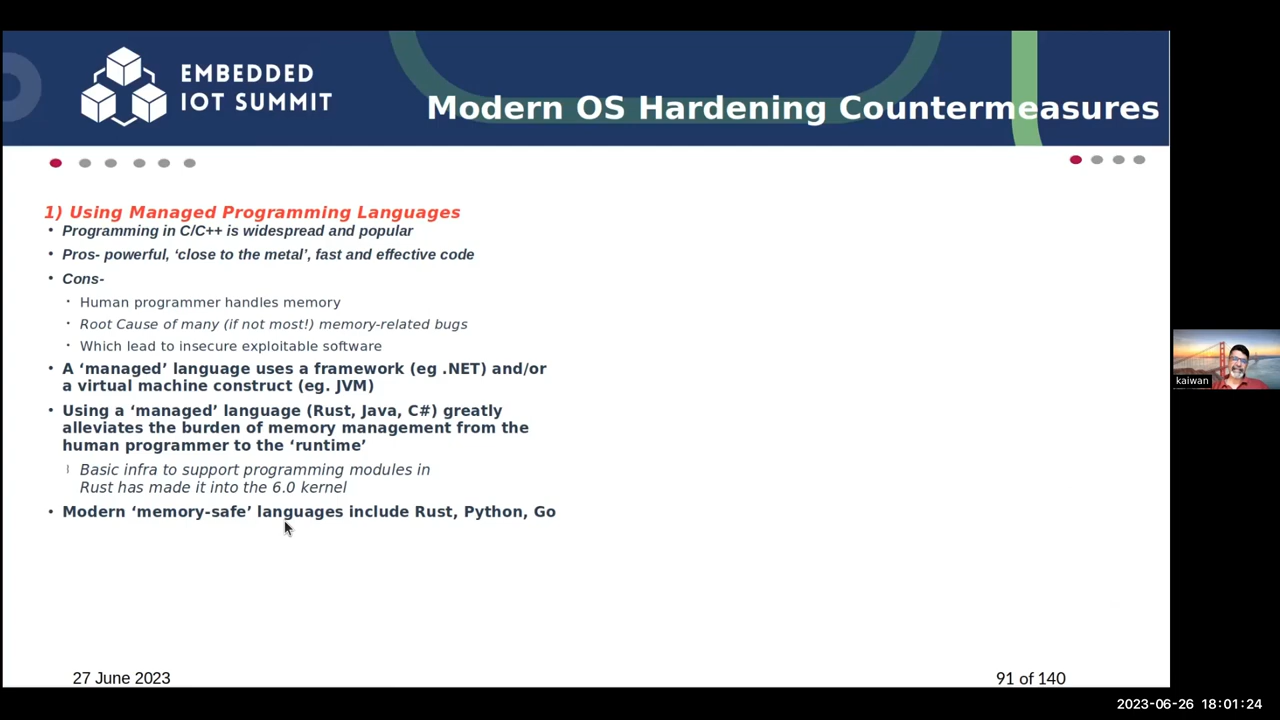 EMBEDDED
IOT SUMMIT
Modern OS Hardening Countermeasures
1) Using Managed Programming Languages
• Programming in C/C++ is widespread and popular
• Pros- powerful, ‘close to the metal’, fast and effective code
• Cons-
• Human programmer handles memory
• Root Cause of many (if not most!) memory-related bugs
• Which lead to insecure exploitable software
• A ‘managed’ language uses a framework (eg .NET) and/or
a virtual machine construct (eg. JVM)
• Using a ‘managed’ language (Rust, Java, C#) greatly
alleviates the burden of memory management from the
human programmer to the ‘runtime’
Basic infra to support programming modules in
Rust has made it into the 6.0 kernel
• Modern ‘memory-safe’ languages include Rust, Python, Go
kaiwan
27 June 2023
91 of 140
2023-06-26 18:01:24